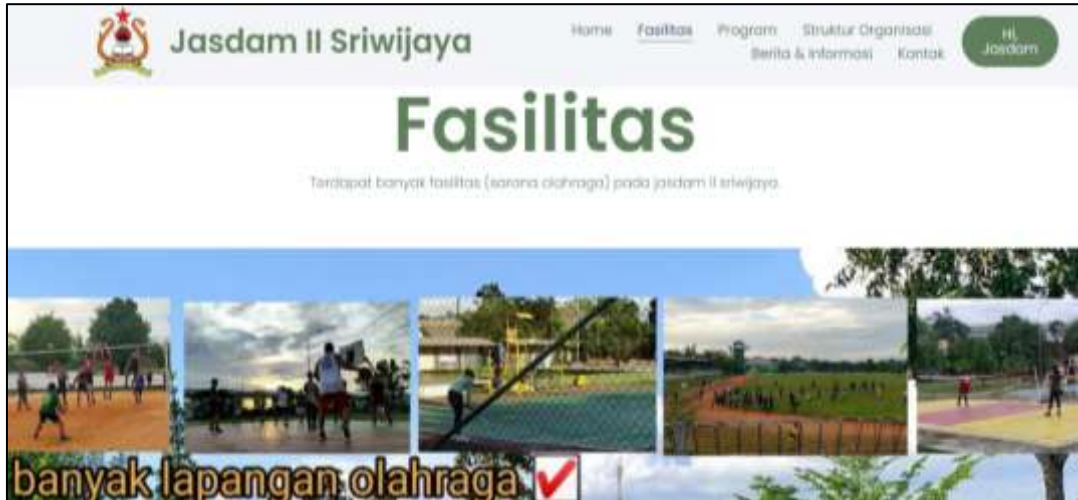 Jasdam II Sriwijaya
Home Fasilitas Program Struktur Organisasi
Berita & Informasi Kontak
Hi,
Jasdam
Fasilitas
Terdapat banyak fasilitas (sarana olahraga) pada jasdam II sriwijaya.
banyak lapangan olahraga